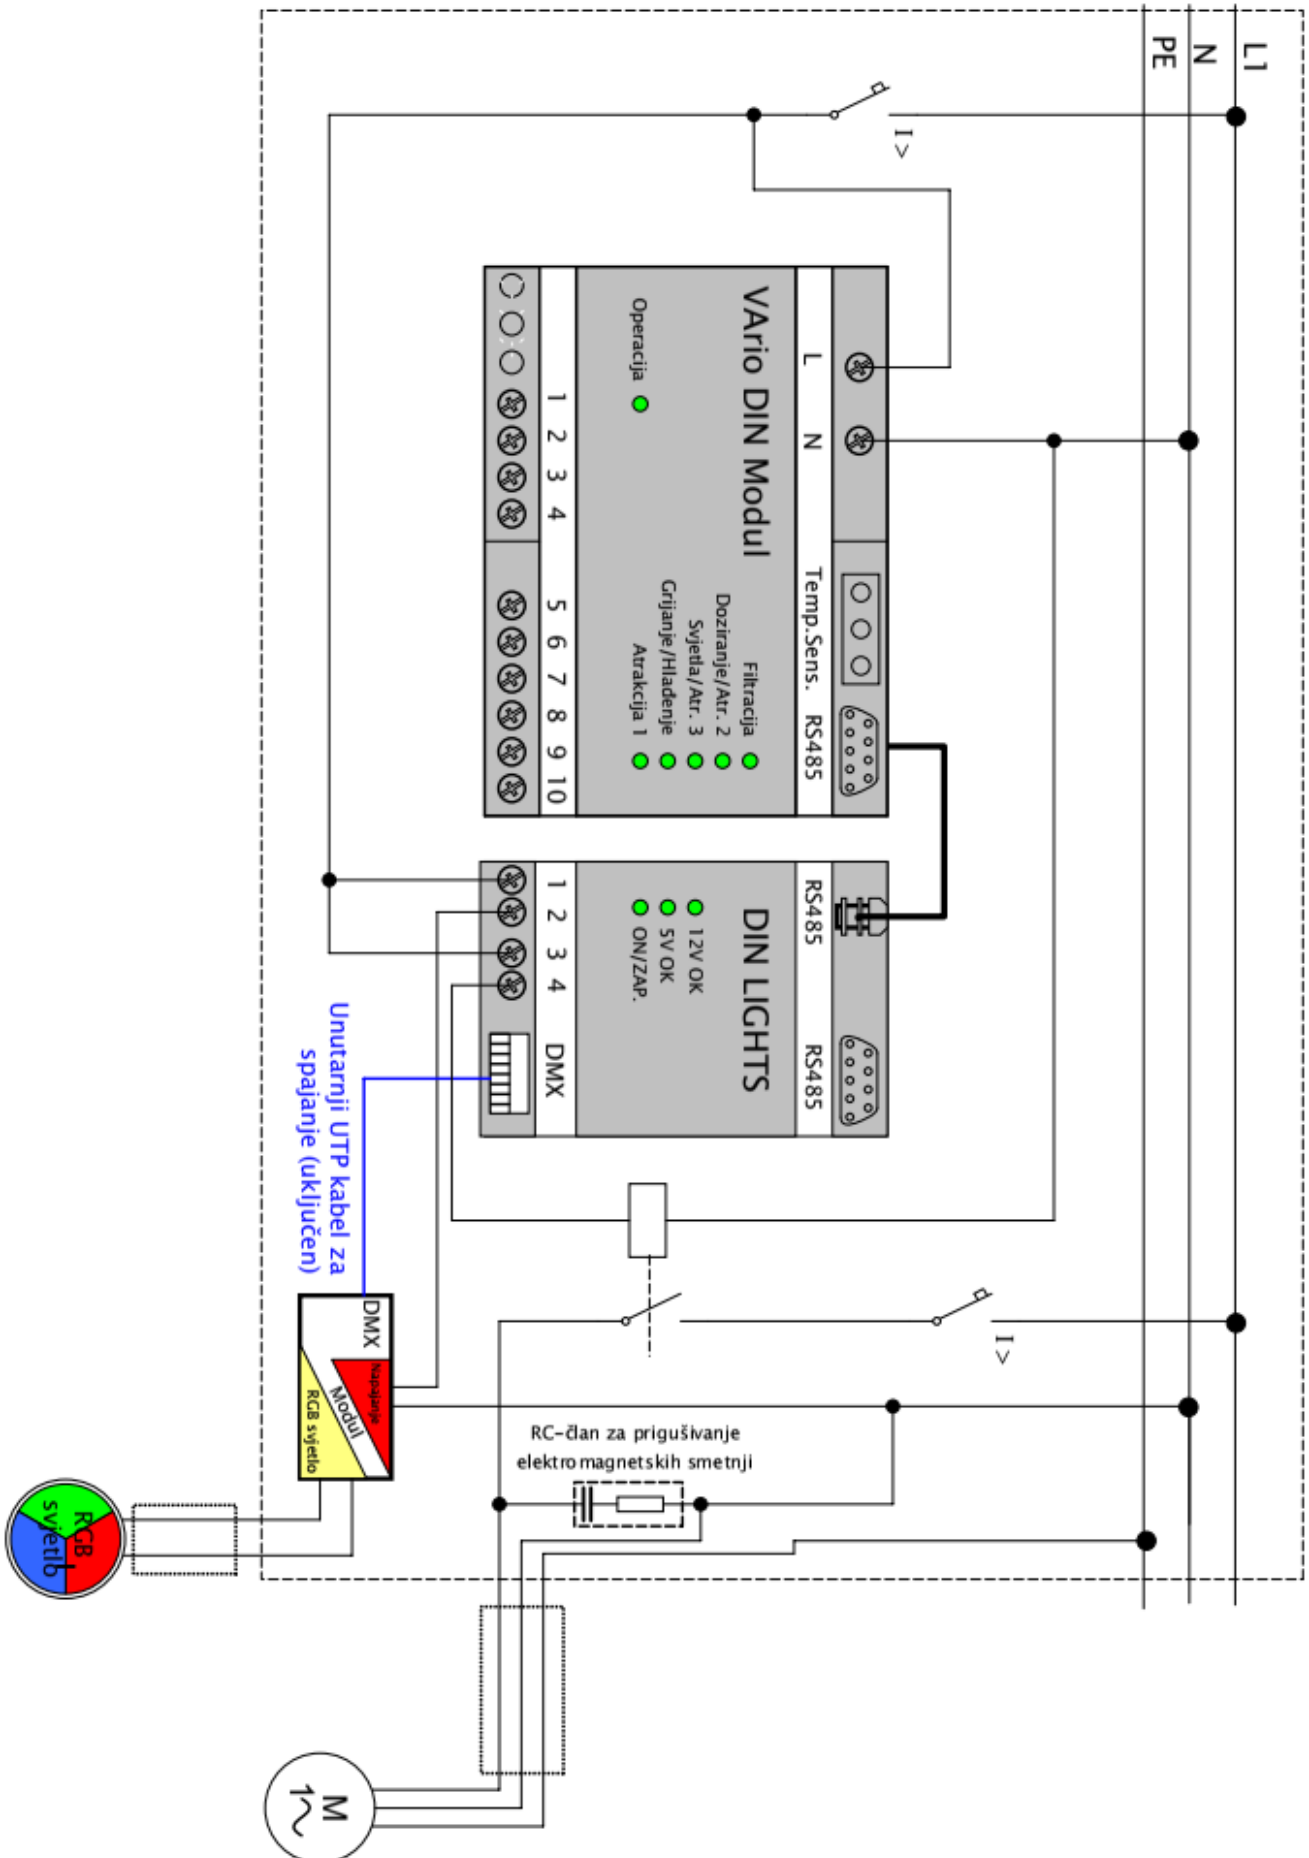 L1
N
PE
I >
VArio DIN Modul
L
N
Temp.Sens.
RS485
Operacija
Filtracija
Doziranje/Atr. 2
Svjetla/Atr. 3
Grijanje/Hlađenje
Atrakcija 1
1 2 3 4 5 6 7 8 9 10
DIN LIGHTS
RS485
RS485
12V OK
5V OK
ON/ZAP.
1 2 3 4
DMX
Unutarnji UTP kabel za
spajanje (uključen)
I >
DMX
Napajanje
Modul
RGB svjetlo
RC-član za prigušivanje
elektromagnetskih smetnji
RGB
svjetlo
M
1~